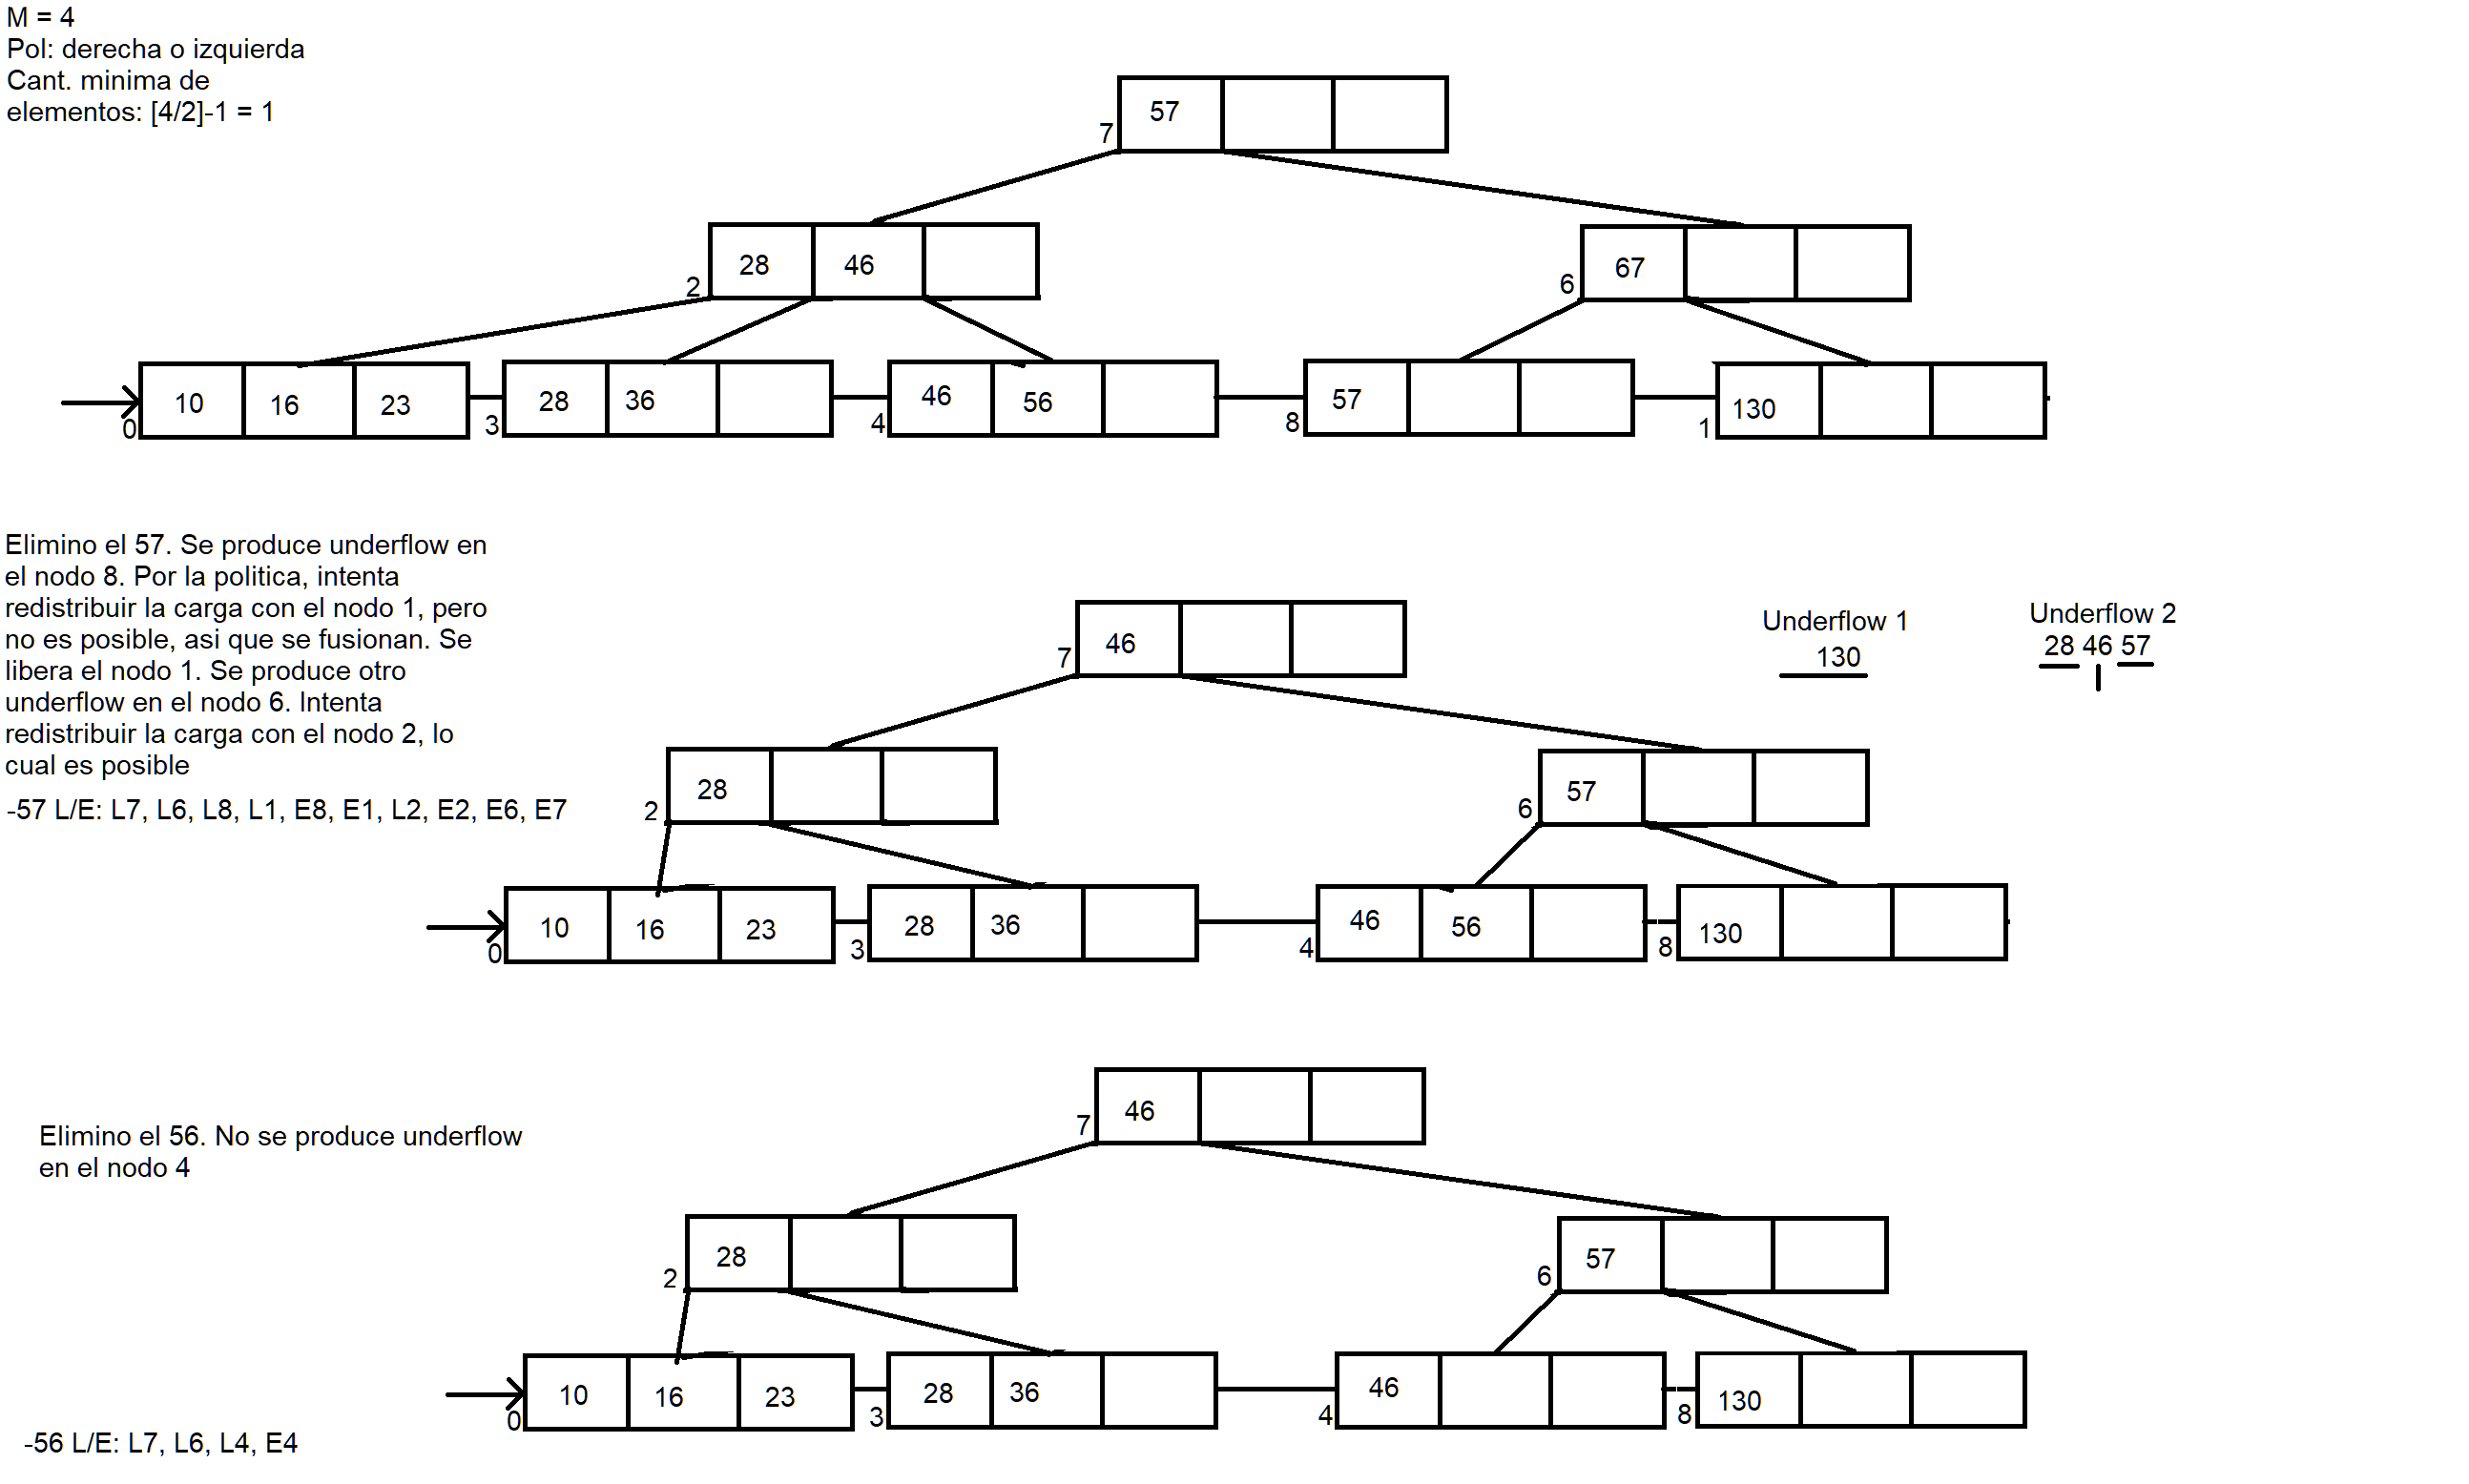 M = 4
Pol: derecha o izquierda
Cant. minima de
elementos: [4/2]-1 = 1
57
7
28 46
2
67
6
10 16 23
0
28 36
3
46 56
4
57
8
130
1
Elimino el 57. Se produce underflow en
el nodo 8. Por la politica, intenta
redistribuir la carga con el nodo 1, pero
no es posible, asi que se fusionan. Se
libera el nodo 1. Se produce otro
underflow en el nodo 6. Intenta
redistribuir la carga con el nodo 2, lo
cual es posible
-57 L/E: L7, L6, L8, L1, E8, E1, L2, E2, E6, E7
Underflow 1
130
Underflow 2
28 46 57
46
7
28
2
57
6
10 16 23
0
28 36
3
46 56
4
130
8
Elimino el 56. No se produce underflow
en el nodo 4
46
7
28
2
57
6
10 16 23
0
28 36
3
46
4
130
8
-56 L/E: L7, L6, L4, E4